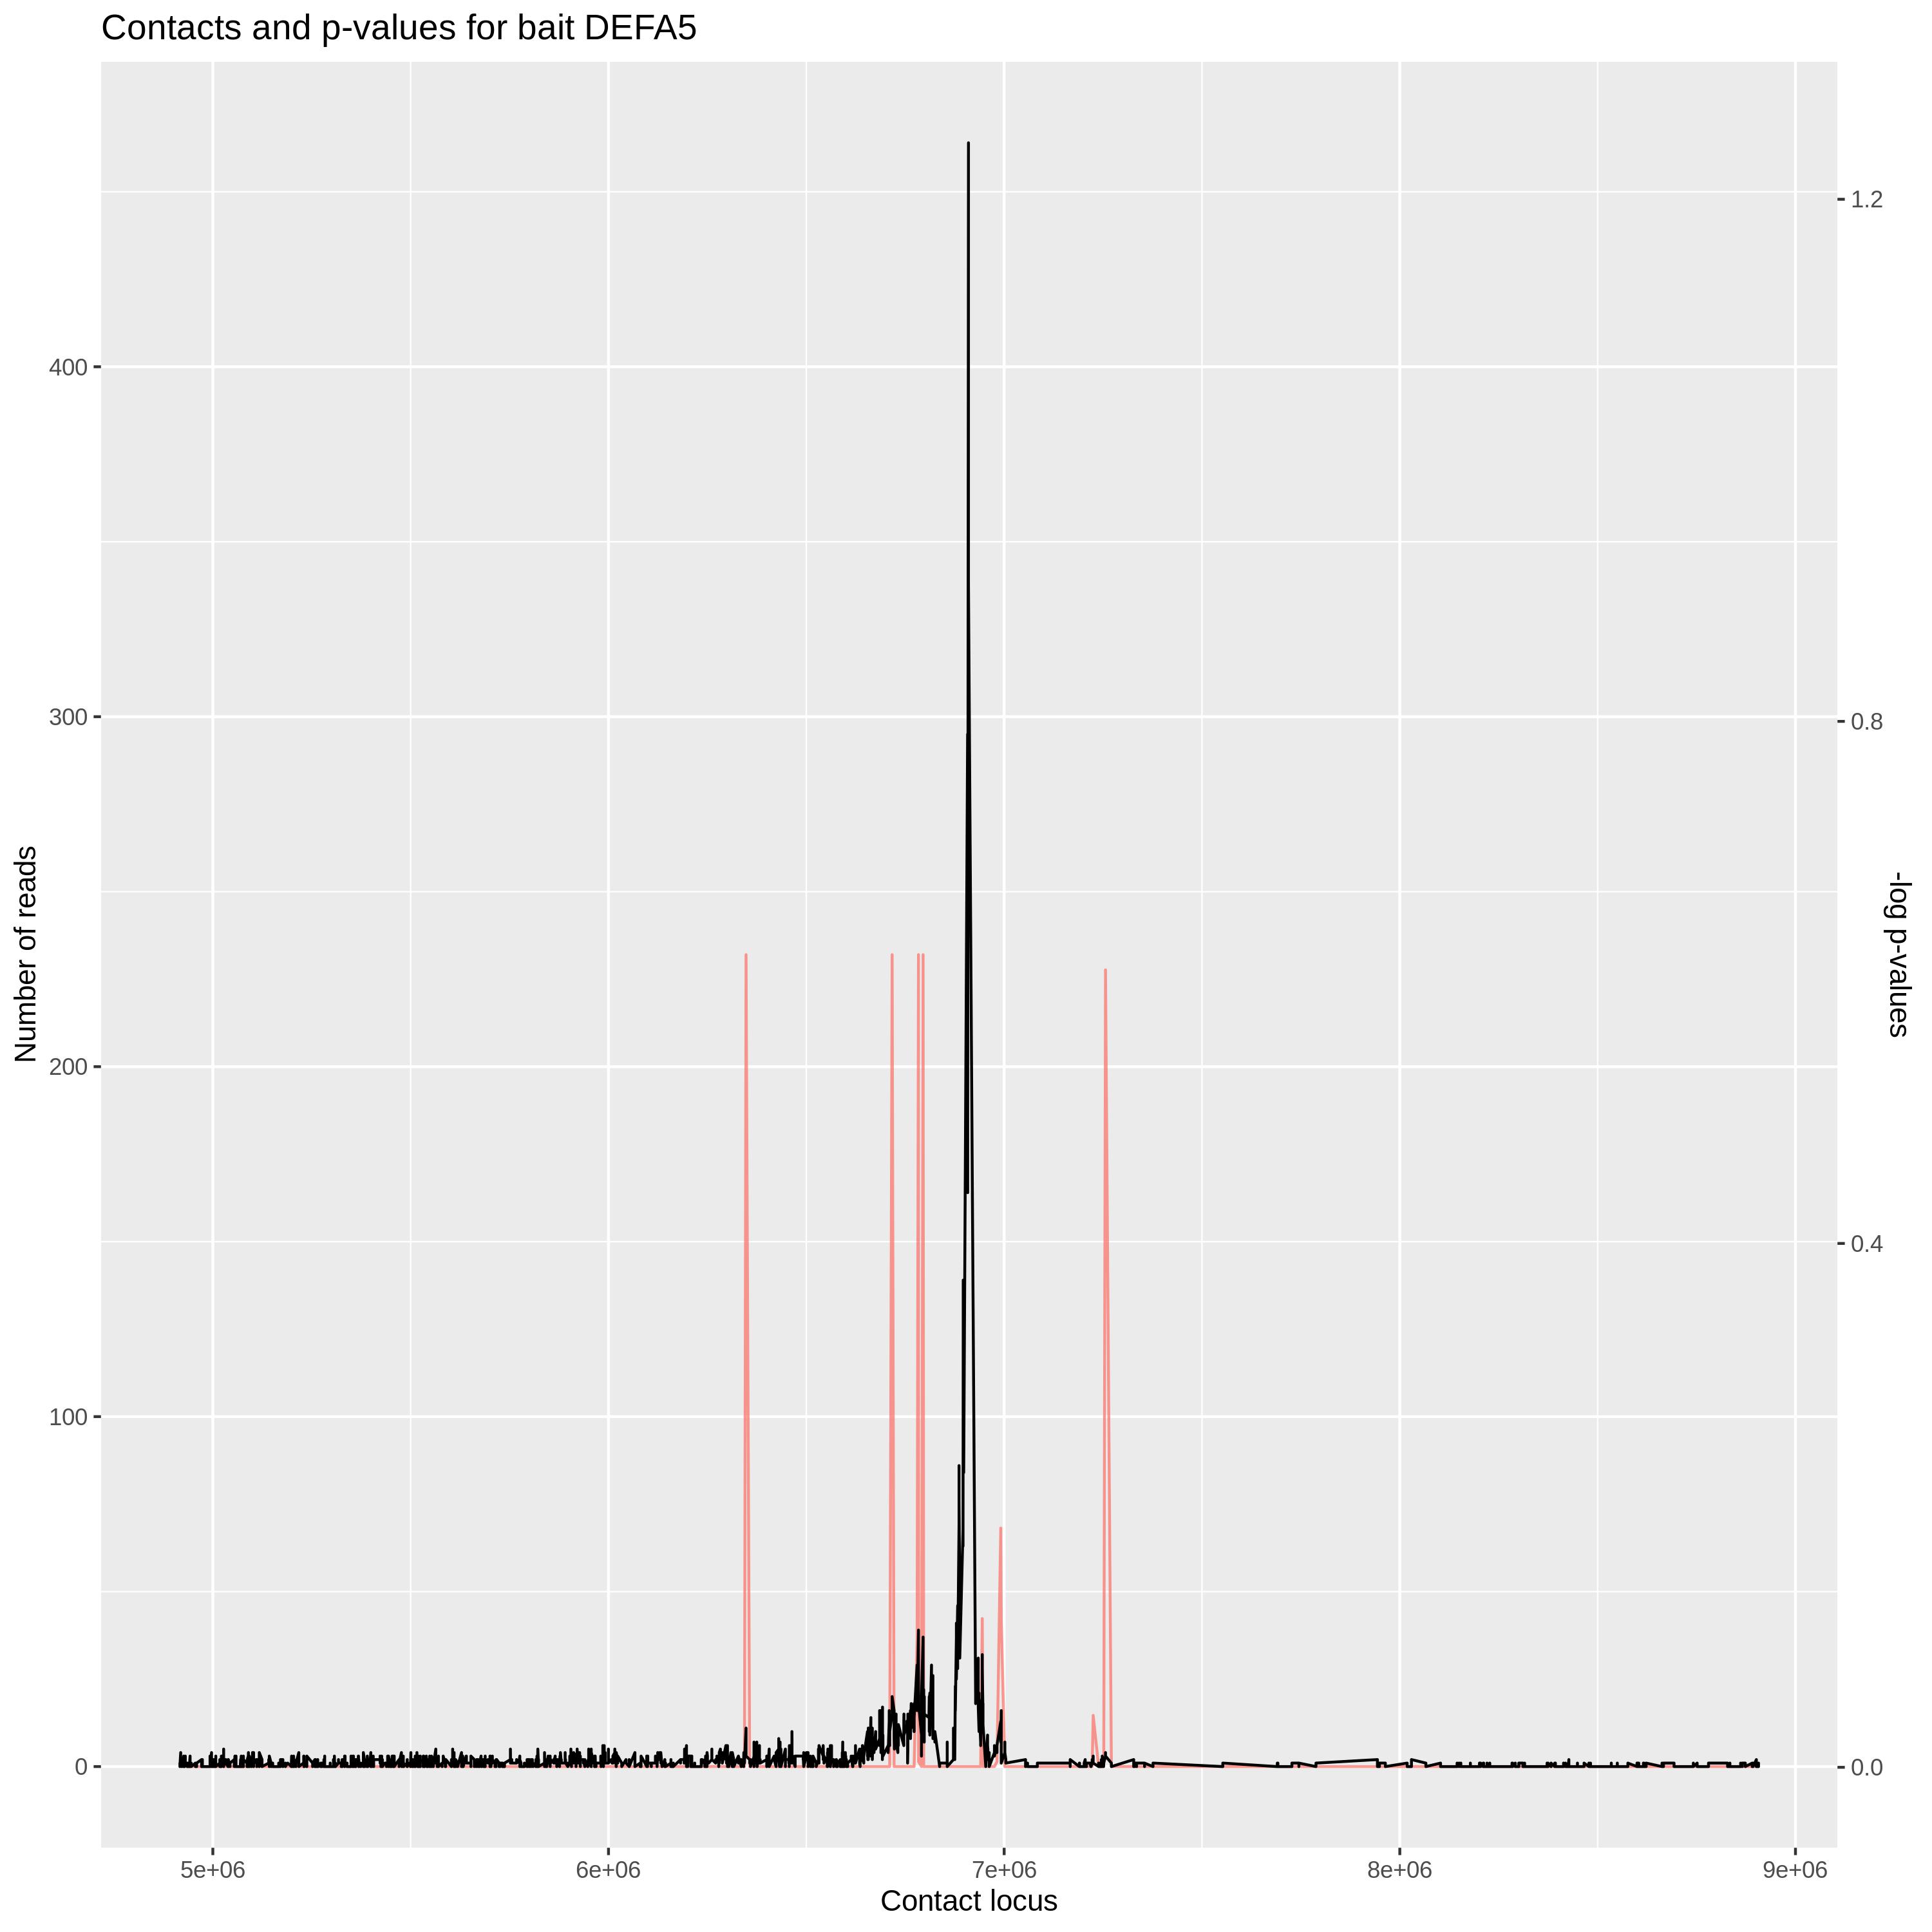 Contacts and p-values for bait DEFA5
Number of reads
400
300
200
100
0
1.2
0.8
0.4
0.0
-log p-values
5e+06 6e+06 7e+06 8e+06 9e+06
Contact locus